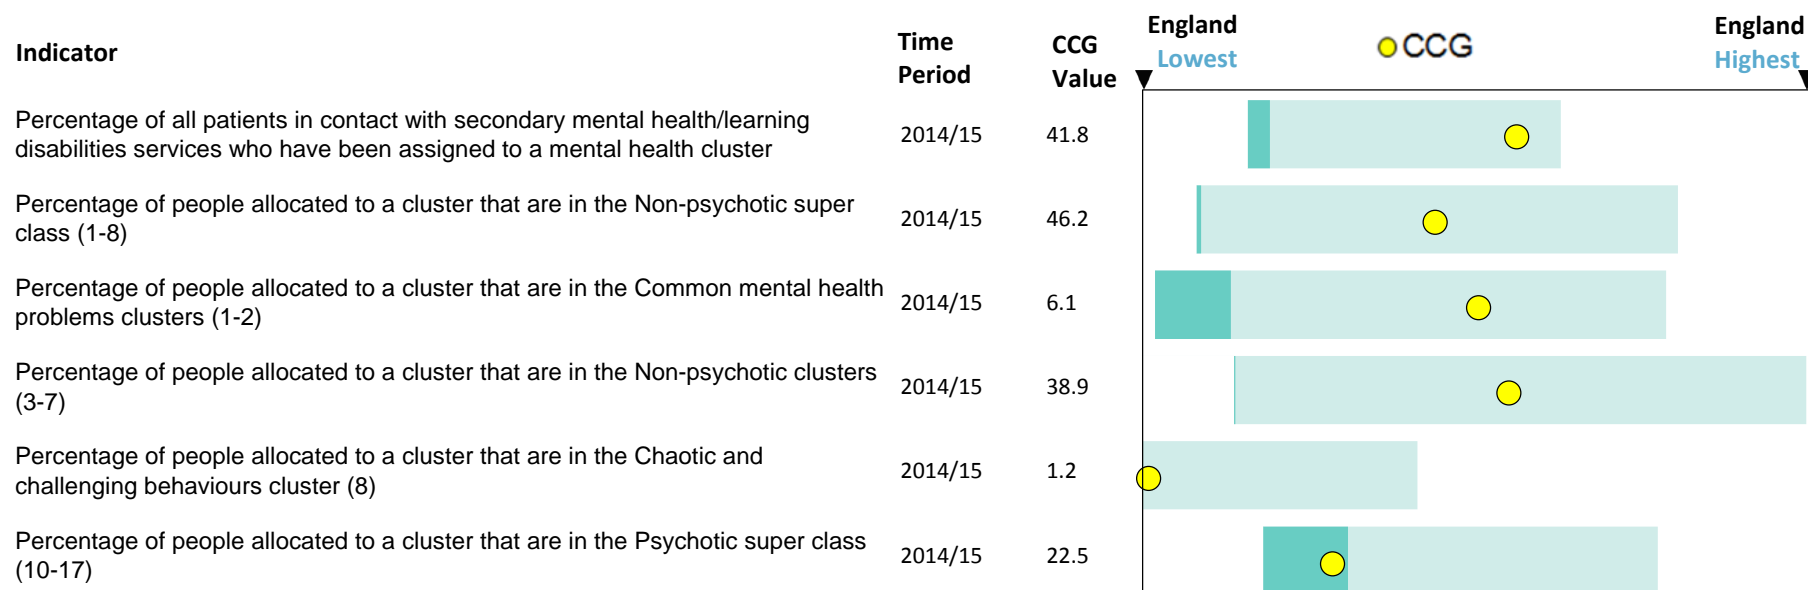 Indicator
Time
Period
CCG
Value
England
Lowest
CCG
England
Highest
Percentage of all patients in contact with secondary mental health/learning
disabilities services who have been assigned to a mental health cluster
2014/15
41.8
Percentage of people allocated to a cluster that are in the Non-psychotic super
class (1-8)
2014/15
46.2
Percentage of people allocated to a cluster that are in the Common mental health
problems clusters (1-2)
2014/15
6.1
Percentage of people allocated to a cluster that are in the Non-psychotic clusters
(3-7)
2014/15
38.9
Percentage of people allocated to a cluster that are in the Chaotic and
challenging behaviours cluster (8)
2014/15
1.2
Percentage of people allocated to a cluster that are in the Psychotic super class
(10-17)
2014/15
22.5